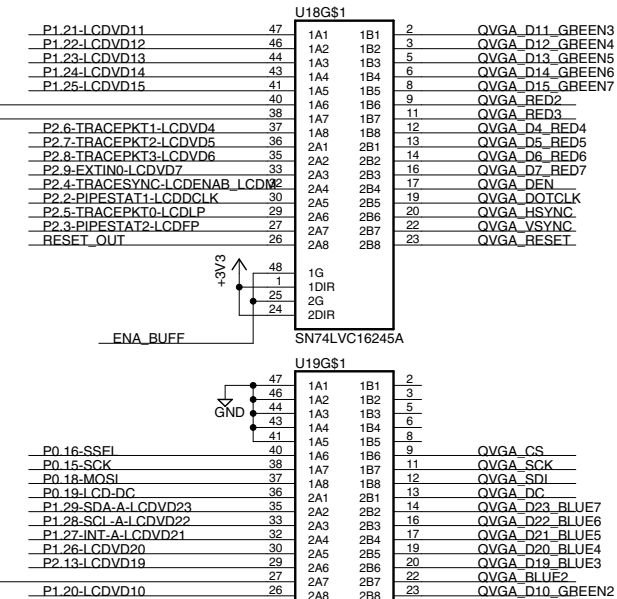 U18G$1
P1.21-LCDVD11 47 1A1 1B1 2 QVGA_D11_GREEN3
P1.22-LCDVD12 46 1A2 1B2 3 QVGA_D12_GREEN4
P1.23-LCDVD13 44 1A3 1B3 5 QVGA_D13_GREEN5
P1.24-LCDVD14 43 1A4 1B4 6 QVGA_D14_GREEN6
P1.25-LCDVD15 41 1A5 1B5 8 QVGA_D15_GREEN7
40 1A6 1B6 9 QVGA_RED2
38 1A7 1B7 11 QVGA_RED3
P2.6-TRACEPKT1-LCDVD4 37 1A8 1B8 12 QVGA_D4_RED4
P2.7-TRACEPKT2-LCDVD5 36 2A1 2B1 13 QVGA_D5_RED5
P2.8-TRACEPKT3-LCDVD6 35 2A2 2B2 14 QVGA_D6_RED6
P2.9-EXTIN0-LCDVD7 33 2A3 2B3 16 QVGA_D7_RED7
P2.4-TRACESYNC-LCDENAB_LCDM 32 2A4 2B4 17 QVGA_DEN
P2.2-PIPESTAT1-LCDDCLK 30 2A5 2B5 19 QVGA_DOTCLK
P2.5-TRACEPKT0-LCDLP 29 2A6 2B6 20 QVGA_HSYNC
P2.3-PIPESTAT2-LCDFP 27 2A7 2B7 22 QVGA_VSYNC
RESET_OUT 26 2A8 2B8 23 QVGA_RESET
+3V3
48 1G
1 1DIR
25 2G
24 2DIR
ENA_BUFF
SN74LVC16245A
U19G$1
47 1A1 1B1 2
46 1A2 1B2 3
GND 44 1A3 1B3 5
43 1A4 1B4 6
41 1A5 1B5 8
P0.16-SSEL 40 1A6 1B6 9 QVGA_CS
P0.15-SCK 38 1A7 1B7 11 QVGA_SCK
P0.18-MOSI 37 1A8 1B8 12 QVGA_SDI
P0.19-LCD-DC 36 2A1 2B1 13 QVGA_DC
P1.29-SDA-A-LCDVD23 35 2A2 2B2 14 QVGA_D23_BLUE7
P1.28-SCL-A-LCDVD22 33 2A3 2B3 16 QVGA_D22_BLUE6
P1.27-INT-A-LCDVD21 32 2A4 2B4 17 QVGA_D21_BLUE5
P1.26-LCDVD20 30 2A5 2B5 19 QVGA_D20_BLUE4
P2.13-LCDVD19 29 2A6 2B6 20 QVGA_D19_BLUE3
27 2A7 2B7 22 QVGA_BLUE2
P1.20-LCDVD10 26 2A8 2B8 23 QVGA_D10_GREEN2